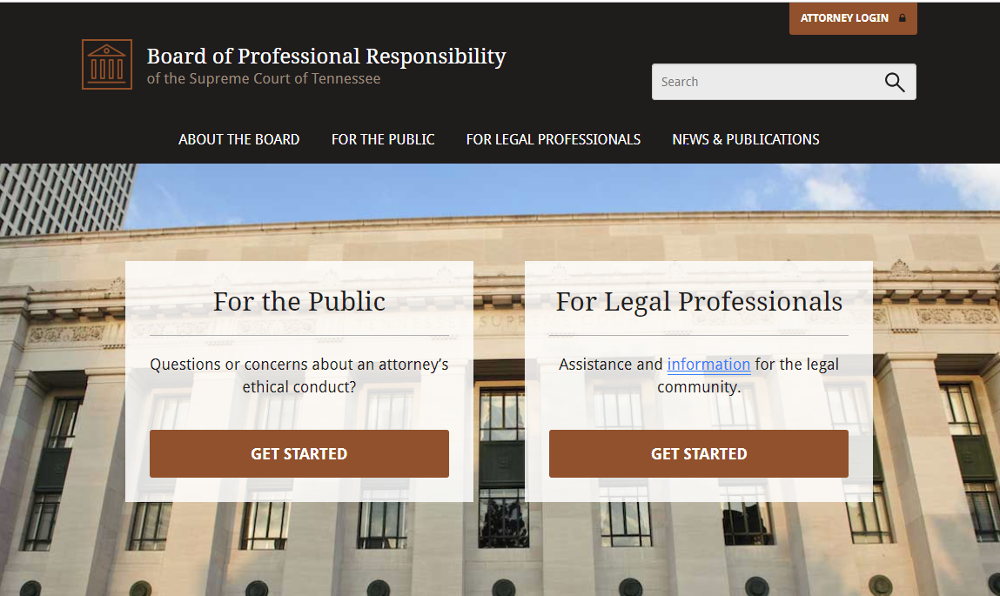 ATTORNEY LOGIN
Board of Professional Responsibility
of the Supreme Court of Tennessee
Search
ABOUT THE BOARD
FOR THE PUBLIC
FOR LEGAL PROFESSIONALS
NEWS & PUBLICATIONS
For the Public
Questions or concerns about an attorney’s
ethical conduct?
GET STARTED
For Legal Professionals
Assistance and information for the legal
community.
GET STARTED